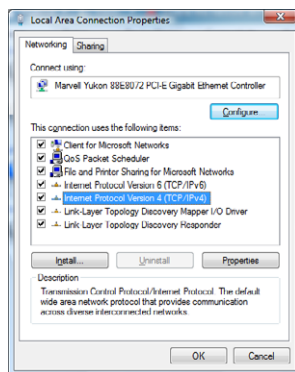 Local Area Connection Properties
Networking
Sharing
Connect using:
Marvell Yukon 88E8072 PCI-E Gigabit Ethernet Controller
Configure...
This connection uses the following items:
Client for Microsoft Networks
QoS Packet Scheduler
File and Printer Sharing for Microsoft Networks
Internet Protocol Version 6 (TCP/IPv6)
Internet Protocol Version 4 (TCP/IPv4)
Link-Layer Topology Discovery Mapper I/O Driver
Link-Layer Topology Discovery Responder
Install...
Uninstall
Properties
Description
Transmission Control Protocol/Internet Protocol. The default
wide area network protocol that provides communication
across diverse interconnected networks.
OK
Cancel